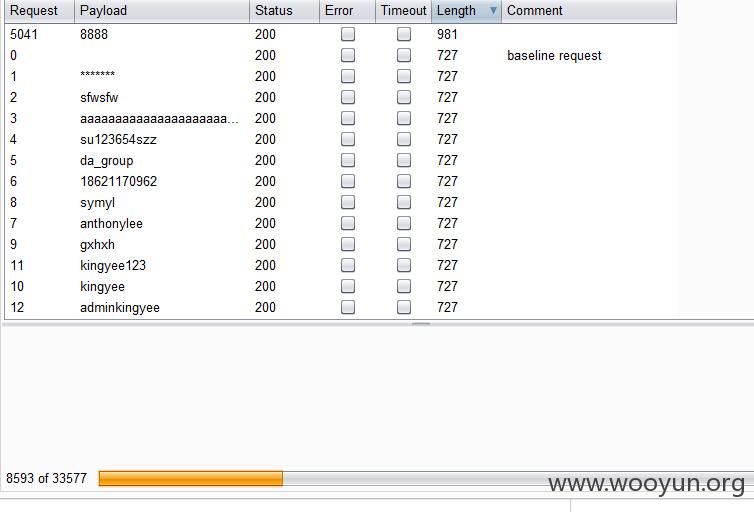 Request Payload Status Error Timeout Length Comment
5041 8888 200 981
0 200 727 baseline request
1 ******* 200 727
2 sfwsfw 200 727
3 aaaaaaaaaaaaaaaaaaaaa... 200 727
4 su123654szz 200 727
5 da_group 200 727
6 18621170962 200 727
8 symyl 200 727
7 anthonylee 200 727
9 gxhxh 200 727
11 kingyee123 200 727
10 kingyee 200 727
12 adminkingyee 200 727
8593 of 33577
www.wooyun.org